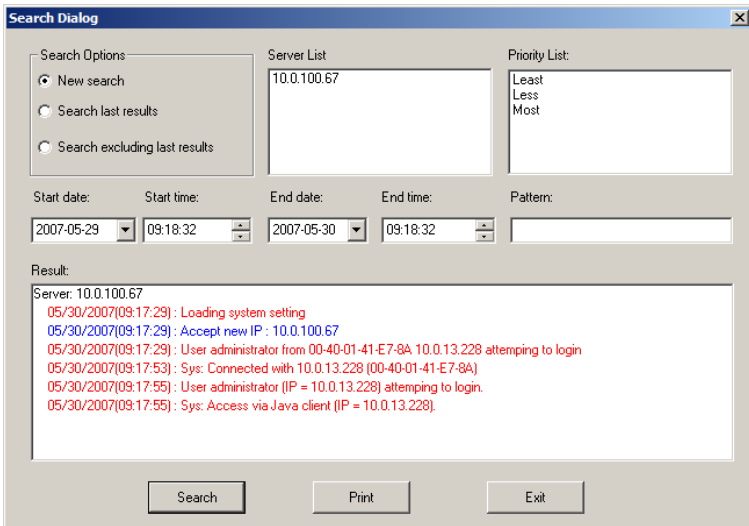 Search Dialog
Search Options
New search
Search last results
Search excluding last results
Server List
10.0.100.67
Priority List:
Least
Less
Most
Start date:
Start time:
End date:
End time:
Pattern:
2007-05-29
09:18:32
2007-05-30
09:18:32
Result:
Server: 10.0.100.67
05/30/2007(09:17:29) : Loading system setting
05/30/2007(09:17:29) : Accept new IP : 10.0.100.67
05/30/2007(09:17:29) : User administrator from 00-40-01-41-E7-8A 10.0.13.228 attemping to login
05/30/2007(09:17:53) : Sys: Connected with 10.0.13.228 (00-40-01-41-E7-8A)
05/30/2007(09:17:55) : User administrator (IP = 10.0.13.228) attemping to login.
05/30/2007(09:17:55) : Sys: Access via Java client (IP = 10.0.13.228).
Search
Print
Exit